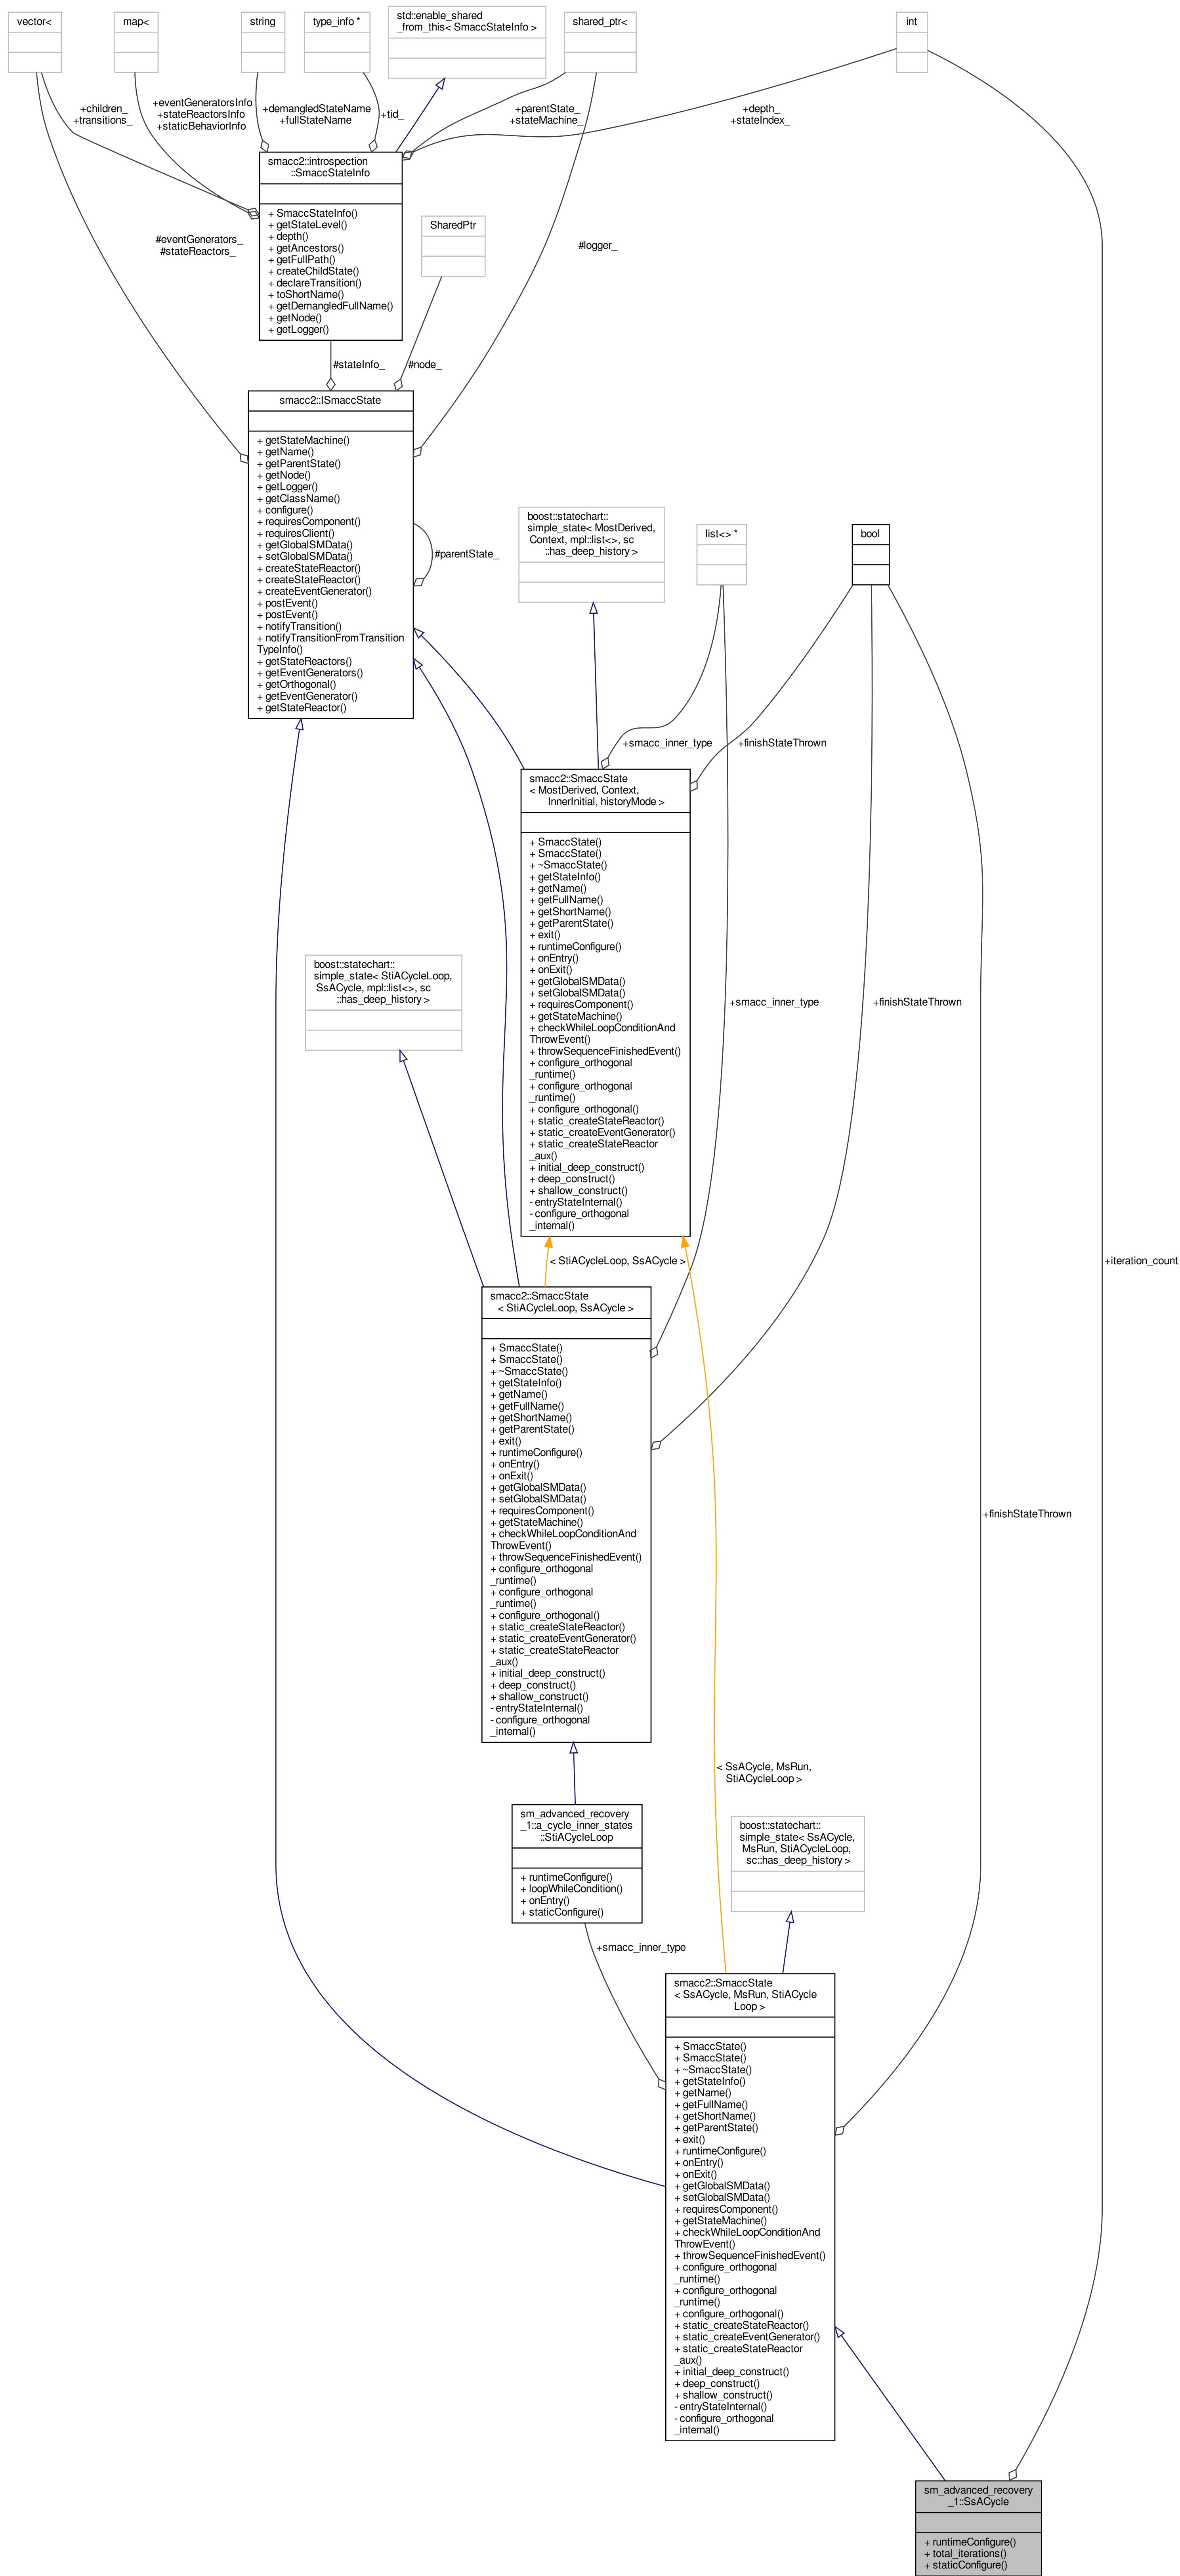 vector<
map<
string
type_info *
std::enable_shared
_from_this< SmaccStateInfo >
shared_ptr<
int
+children_
+transitions_
+eventGeneratorsInfo
+stateReactorsInfo
+staticBehaviorInfo
+demangledStateName
+fullStateName
+tid_
+parentState_
+stateMachine_
+depth_
+stateIndex_
smacc2::introspection
::SmaccStateInfo
+ SmaccStateInfo()
+ getStateLevel()
+ depth()
+ getAncestors()
+ getFullPath()
+ createChildState()
+ declareTransition()
+ toShortName()
+ getDemangledFullName()
+ getNode()
+ getLogger()
SharedPtr
#eventGenerators_
#stateReactors_
#logger_
#stateInfo_
#node_
smacc2::ISmaccState
+ getStateMachine()
+ getName()
+ getParentState()
+ getNode()
+ getLogger()
+ getClassName()
+ configure()
+ requiresComponent()
+ requiresClient()
+ getGlobalSMData()
+ setGlobalSMData()
+ createStateReactor()
+ createStateReactor()
+ createEventGenerator()
+ postEvent()
+ postEvent()
+ notifyTransition()
+ notifyTransitionFromTransition
TypeInfo()
+ getStateReactors()
+ getEventGenerators()
+ getOrthogonal()
+ getEventGenerator()
+ getStateReactor()
#parentState_
boost::statechart::
simple_state< MostDerived,
Context, mpl::list<>, sc
::has_deep_history >
list<> *
bool
+smacc_inner_type
+finishStateThrown
smacc2::SmaccState
< MostDerived, Context,
InnerInitial, historyMode >
+ SmaccState()
+ SmaccState()
+ ~SmaccState()
+ getStateInfo()
+ getName()
+ getFullName()
+ getShortName()
+ getParentState()
+ exit()
+ runtimeConfigure()
+ onEntry()
+ onExit()
+ getGlobalSMData()
+ setGlobalSMData()
+ requiresComponent()
+ getStateMachine()
+ checkWhileLoopConditionAnd
ThrowEvent()
+ throwSequenceFinishedEvent()
+ configure_orthogonal
_runtime()
+ configure_orthogonal
_runtime()
+ configure_orthogonal()
+ static_createStateReactor()
+ static_createEventGenerator()
+ static_createStateReactor
_aux()
+ initial_deep_construct()
+ deep_construct()
+ shallow_construct()
- entryStateInternal()
- configure_orthogonal
_internal()
boost::statechart::
simple_state< StiACycleLoop,
SsACycle, mpl::list<>, sc
::has_deep_history >
+smacc_inner_type
+finishStateThrown
< StiACycleLoop, SsACycle >
+iteration_count
smacc2::SmaccState
< StiACycleLoop, SsACycle >
+ SmaccState()
+ SmaccState()
+ ~SmaccState()
+ getStateInfo()
+ getName()
+ getFullName()
+ getShortName()
+ getParentState()
+ exit()
+ runtimeConfigure()
+ onEntry()
+ onExit()
+ getGlobalSMData()
+ setGlobalSMData()
+ requiresComponent()
+ getStateMachine()
+ checkWhileLoopConditionAnd
ThrowEvent()
+ throwSequenceFinishedEvent()
+ configure_orthogonal
_runtime()
+ configure_orthogonal
_runtime()
+ configure_orthogonal()
+ static_createStateReactor()
+ static_createEventGenerator()
+ static_createStateReactor
_aux()
+ initial_deep_construct()
+ deep_construct()
+ shallow_construct()
- entryStateInternal()
- configure_orthogonal
_internal()
+finishStateThrown
< SsACycle, MsRun,
StiACycleLoop >
sm_advanced_recovery
_1::a_cycle_inner_states
::StiACycleLoop
+ runtimeConfigure()
+ loopWhileCondition()
+ onEntry()
+ staticConfigure()
boost::statechart::
simple_state< SsACycle,
MsRun, StiACycleLoop,
sc::has_deep_history >
+smacc_inner_type
smacc2::SmaccState
< SsACycle, MsRun, StiACycle
Loop >
+ SmaccState()
+ SmaccState()
+ ~SmaccState()
+ getStateInfo()
+ getName()
+ getFullName()
+ getShortName()
+ getParentState()
+ exit()
+ runtimeConfigure()
+ onEntry()
+ onExit()
+ getGlobalSMData()
+ setGlobalSMData()
+ requiresComponent()
+ getStateMachine()
+ checkWhileLoopConditionAnd
ThrowEvent()
+ throwSequenceFinishedEvent()
+ configure_orthogonal
_runtime()
+ configure_orthogonal
_runtime()
+ configure_orthogonal()
+ static_createStateReactor()
+ static_createEventGenerator()
+ static_createStateReactor
_aux()
+ initial_deep_construct()
+ deep_construct()
+ shallow_construct()
- entryStateInternal()
- configure_orthogonal
_internal()
sm_advanced_recovery
_1::SsACycle
+ runtimeConfigure()
+ total_iterations()
+ staticConfigure()